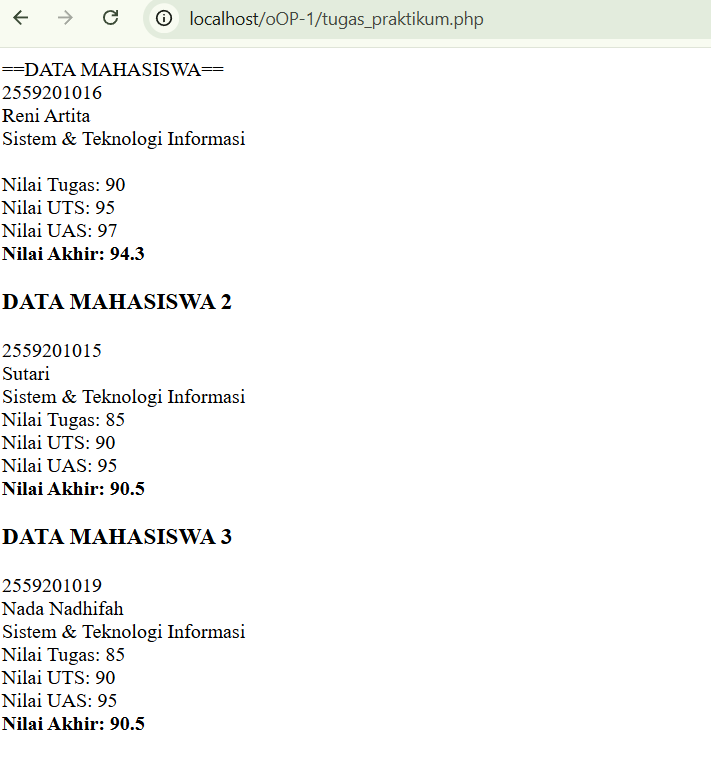 localhost/oOP-1/tugas_praktikum.php
==DATA MAHASISWA==
2559201016
Reni Artita
Sistem & Teknologi Informasi
Nilai Tugas: 90
Nilai UTS: 95
Nilai UAS: 97
Nilai Akhir: 94.3
DATA MAHASISWA 2
2559201015
Sutari
Sistem & Teknologi Informasi
Nilai Tugas: 85
Nilai UTS: 90
Nilai UAS: 95
Nilai Akhir: 90.5
DATA MAHASISWA 3
2559201019
Nada Nadhifah
Sistem & Teknologi Informasi
Nilai Tugas: 85
Nilai UTS: 90
Nilai UAS: 95
Nilai Akhir: 90.5